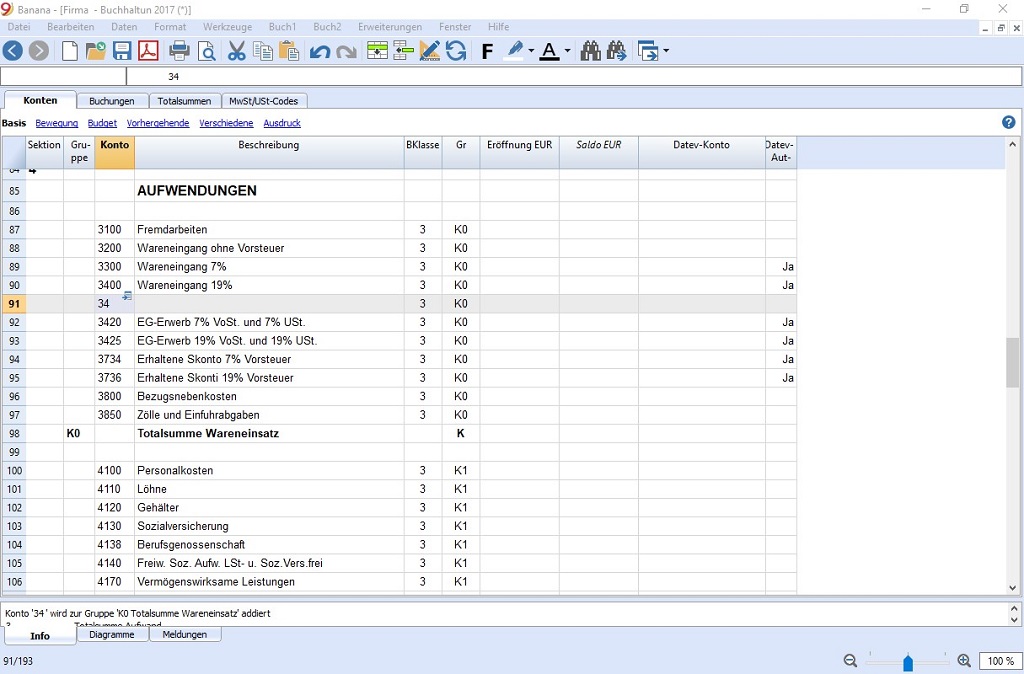 Banana - [Firma - Buchhaltun 2017 (*)]
Datei Bearbeiten Daten Format Werkzeuge Buch1 Buch2 Erweiterungen Fenster Hilfe
F A
34
Konten Buchungen Totalsummen MwSt/USt-Codes
Basis Bewegung Budget Vorhergehende Verschiedene Ausdruck ?
Sektion Gru-ppe Konto Beschreibung BKlasse Gr Eröffnung EUR Saldo EUR Datev-Konto Datev-Aut-
84 4
85 AUFWENDUNGEN
86
87 3100 Fremdarbeiten 3 K0
88 3200 Wareneingang ohne Vorsteuer 3 K0
89 3300 Wareneingang 7% 3 K0 Ja
90 3400 Wareneingang 19% 3 K0 Ja
91 34 3 K0
92 3420 EG-Erwerb 7% VoSt. und 7% USt. 3 K0 Ja
93 3425 EG-Erwerb 19% VoSt. und 19% USt. 3 K0 Ja
94 3734 Erhaltene Skonto 7% Vorsteuer 3 K0 Ja
95 3736 Erhaltene Skonti 19% Vorsteuer 3 K0 Ja
96 3800 Bezugsnebenkosten 3 K0
97 3850 Zölle und Einfuhrabgaben 3 K0
98 K0 Totalsumme Wareneinsatz K
99
100 4100 Personalkosten 3 K1
101 4110 Löhne 3 K1
102 4120 Gehälter 3 K1
103 4130 Sozialversicherung 3 K1
104 4138 Berufsgenossenschaft 3 K1
105 4140 Freiw. Soz. Aufw. LSt- u. Soz.Vers.frei 3 K1
106 4170 Vermögenswirksame Leistungen 3 K1
Konto '34' wird zur Gruppe 'K0 Totalsumme Wareneinsatz' addiert
3 Totalsumme Aufwand
Info Diagramme Meldungen
91/193 100 %